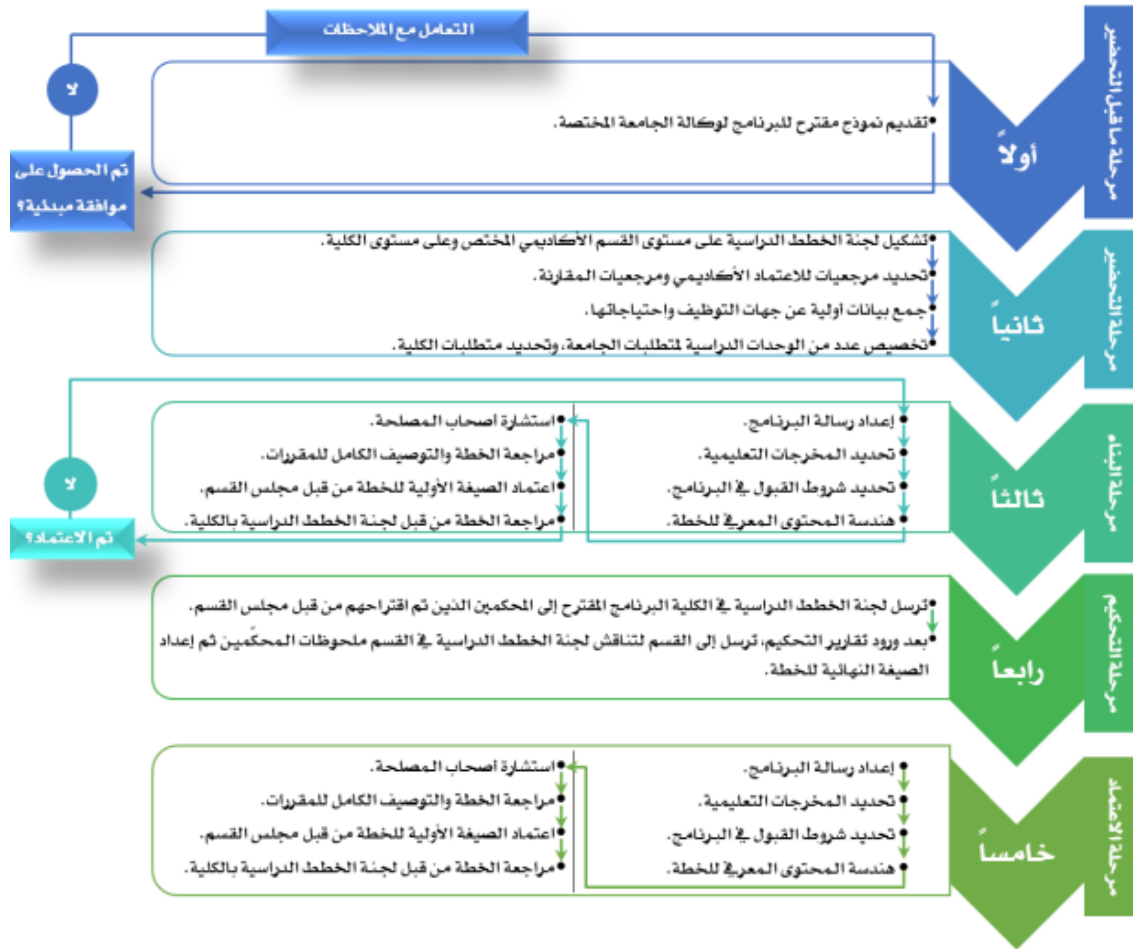 التعامل مع الملاحظات
لا
تم الحصول على
موافقة مبدئية؟
مرحلة ما قبل التحضير
أولاً
تقديم نموذج مقترح للبرنامج لوكالة الجامعة المختصة.
مرحلة التحضير
ثانياً
تشكيل لجنة الخطط الدراسية على مستوى القسم الأكاديمي المختص وعلى مستوى الكلية.
تحديد مرجعيات للاعتماد الأكاديمي ومرجعيات المقارنة.
جمع بيانات أولية عن جهات التوظيف واحتياجاتها.
تخصيص عدد من الوحدات الدراسية لمتطلبات الجامعة، وتحديد متطلبات الكلية.
مرحلة البناء
ثالثاً
إعداد رسالة البرنامج.
تحديد المخرجات التعليمية.
تحديد شروط القبول في البرنامج.
هندسة المحتوى المعرفي للخطة.
استشارة أصحاب المصلحة.
مراجعة الخطة والتوصيف الكامل للمقررات.
اعتماد الصيغة الأولية للخطة من قبل مجلس القسم.
مراجعة الخطة من قبل لجنة الخطط الدراسية بالكلية.
لا
تم الاعتماد؟
مرحلة التحكيم
رابعاً
ترسل لجنة الخطط الدراسية في الكلية البرنامج المقترح إلى المحكمين الذين تم اقتراحهم من قبل مجلس القسم.
بعد ورود تقارير التحكيم، ترسل إلى القسم لتناقش لجنة الخطط الدراسية في القسم ملحوظات المحكّمين ثم إعداد
الصيغة النهائية للخطة.
مرحلة الاعتماد
خامساً
إعداد رسالة البرنامج.
تحديد المخرجات التعليمية.
تحديد شروط القبول في البرنامج.
هندسة المحتوى المعرفي للخطة.
استشارة أصحاب المصلحة.
مراجعة الخطة والتوصيف الكامل للمقررات.
اعتماد الصيغة الأولية للخطة من قبل مجلس القسم.
مراجعة الخطة من قبل لجنة الخطط الدراسية بالكلية.